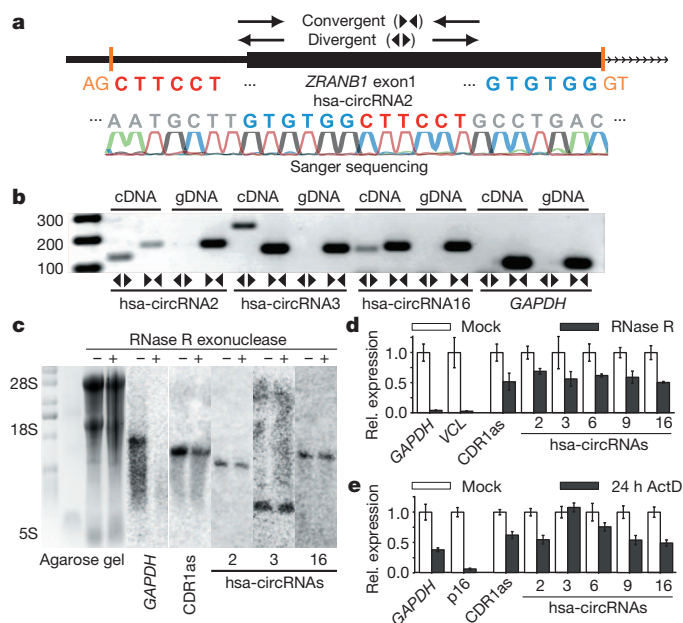 a
Convergent (▶◀)
Divergent (◀▶)
AG CTTCCT ... ZRANB1 exon1 ... GTGTGG GT
hsa-circRNA2
... AATGCTTGTGTGGCTTCCTGCCTGAC ...
Sanger sequencing
b
cDNA gDNA cDNA gDNA cDNA gDNA cDNA gDNA
300
200
100
◀▶ ▶◀ ◀▶ ▶◀ ◀▶ ▶◀ ◀▶ ▶◀ ◀▶ ▶◀ ◀▶ ▶◀ ◀▶ ▶◀ ◀▶ ▶◀
hsa-circRNA2 hsa-circRNA3 hsa-circRNA16 GAPDH
c
RNase R exonuclease
– + – + – + – + – + – +
28S
18S
5S
Agarose gel GAPDH CDR1as 2 3 16
hsa-circRNAs
d
Mock RNase R
Rel. expression
1.0
0.5
0.0
GAPDH VCL CDR1as 2 3 6 9 16
hsa-circRNAs
e
Mock 24 h ActD
Rel. expression
1.0
0.5
0.0
GAPDH p16 CDR1as 2 3 6 9 16
hsa-circRNAs